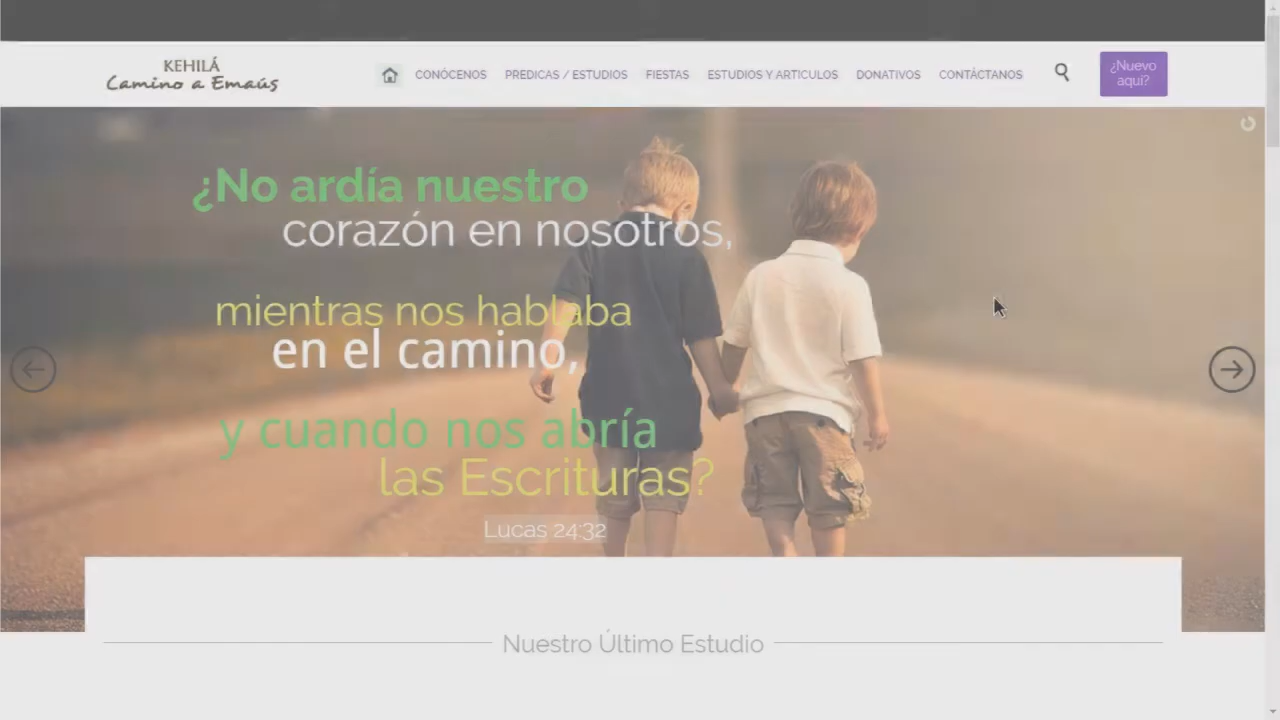 KEHILÁ
Camino a Emaús
CONÓCENOS
PREDICAS / ESTUDIOS
FIESTAS
ESTUDIOS Y ARTICULOS
DONATIVOS
CONTÁCTANOS
¿Nuevo
aquí?
¿No ardía nuestro
corazón en nosotros,
mientras nos hablaba
en el camino,
y cuando nos abría
las Escrituras?
Lucas 24:32
Nuestro Último Estudio